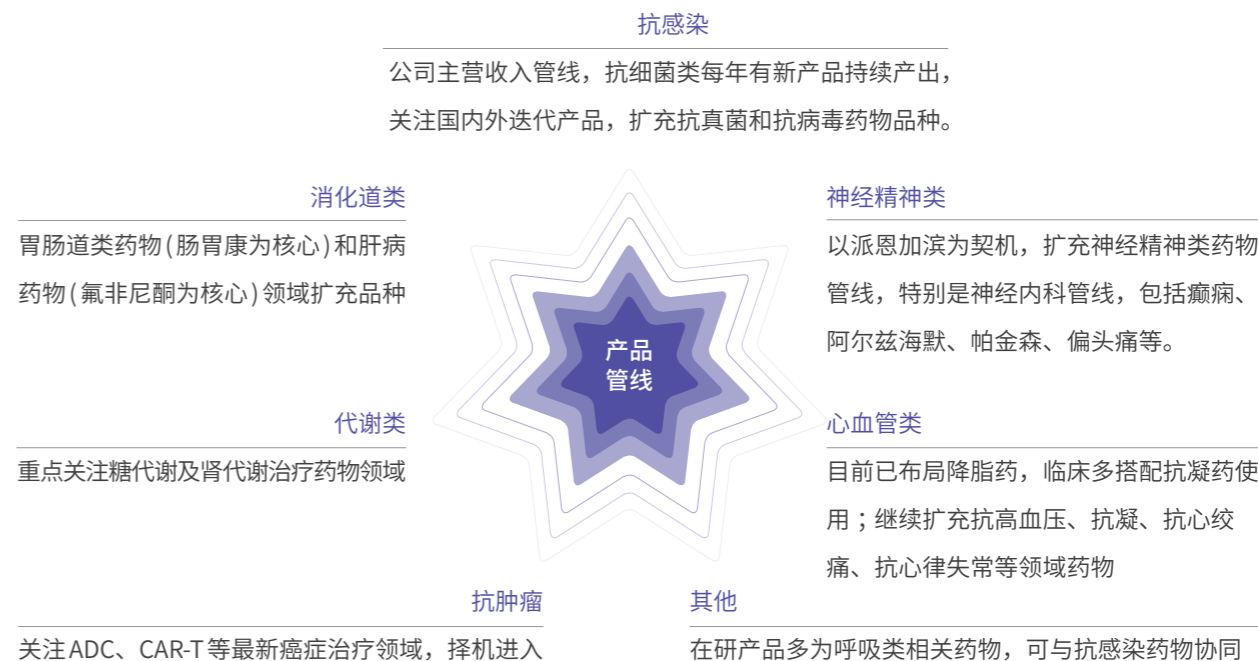 抗感染
公司主营收入管线，抗细菌类每年有新产品持续产出，
关注国内外迭代产品，扩充抗真菌和抗病毒药物品种。
消化道类
胃肠道类药物(肠胃康为核心)和肝病
药物(氟非尼酮为核心)领域扩充品种
神经精神类
以派恩加滨为契机，扩充神经精神类药物
管线，特别是神经内科管线，包括癫痫、
阿尔兹海默、帕金森、偏头痛等。
产品
管线
代谢类
重点关注糖代谢及肾代谢治疗药物领域
心血管类
目前已布局降脂药，临床多搭配抗凝药使
用；继续扩充抗高血压、抗凝、抗心绞
痛、抗心律失常等领域药物
抗肿瘤
关注ADC、CAR-T等最新癌症治疗领域，择机进入
其他
在研产品多为呼吸类相关药物，可与抗感染药物协同